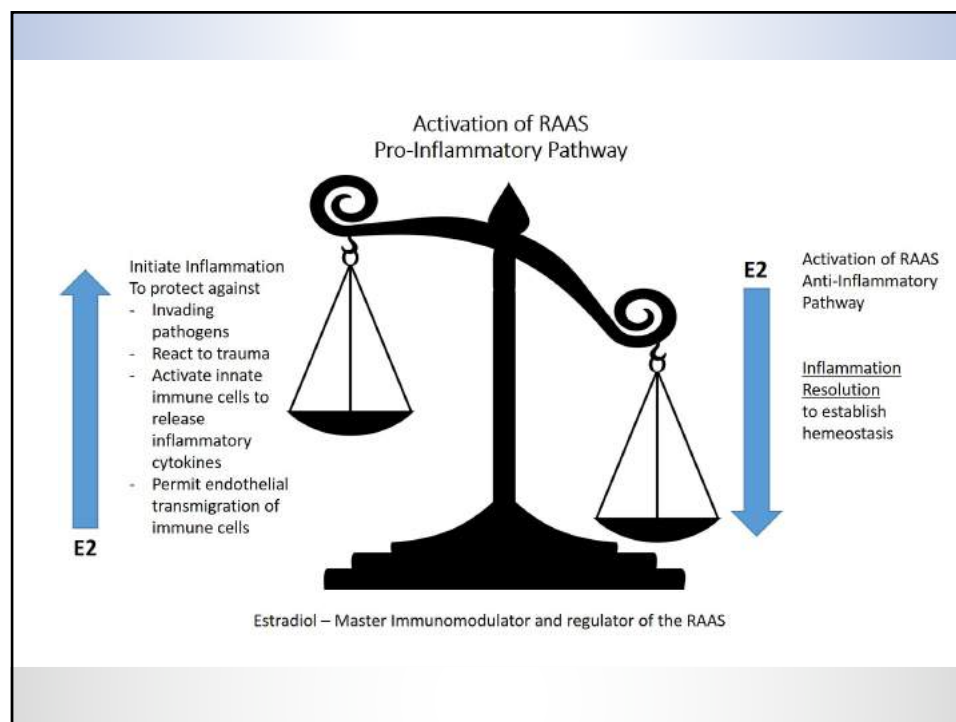 Activation of RAAS
Pro-Inflammatory Pathway
Initiate Inflammation
To protect against
- Invading
pathogens
- React to trauma
- Activate innate
immune cells to
release
inflammatory
cytokines
- Permit endothelial
transmigration of
immune cells
E2
E2
Activation of RAAS
Anti-Inflammatory
Pathway
Inflammation
Resolution
to establish
hemeostasis
Estradiol – Master Immunomodulator and regulator of the RAAS